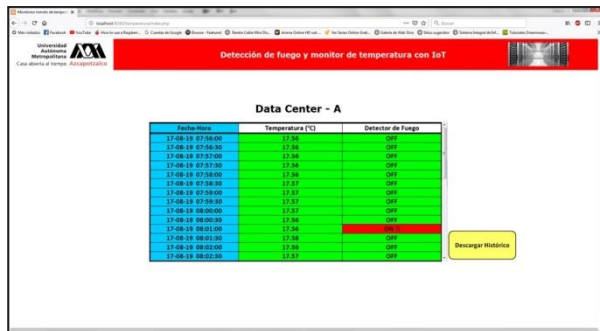 localhost:8080/temperatura/index.php
Universidad
Autónoma
Metropolitana
Casa abierta al tiempo Azcapotzalco
Detección de fuego y monitor de temperatura con IoT
Data Center - A
Fecha-Hora Temperatura (°C) Detector de Fuego
17-08-19 07:56:00 17.56 OFF
17-08-19 07:56:30 17.56 OFF
17-08-19 07:57:00 17.56 OFF
17-08-19 07:57:30 17.56 OFF
17-08-19 07:58:00 17.57 OFF
17-08-19 07:58:30 17.57 OFF
17-08-19 07:59:00 17.57 OFF
17-08-19 07:59:30 17.57 OFF
17-08-19 08:00:00 17.57 OFF
17-08-19 08:00:30 17.56 OFF
17-08-19 08:01:00 17.56 ON !!
17-08-19 08:01:30 17.58 OFF
17-08-19 08:02:00 17.56 OFF
17-08-19 08:02:30 17.57 OFF
Descargar Histórico